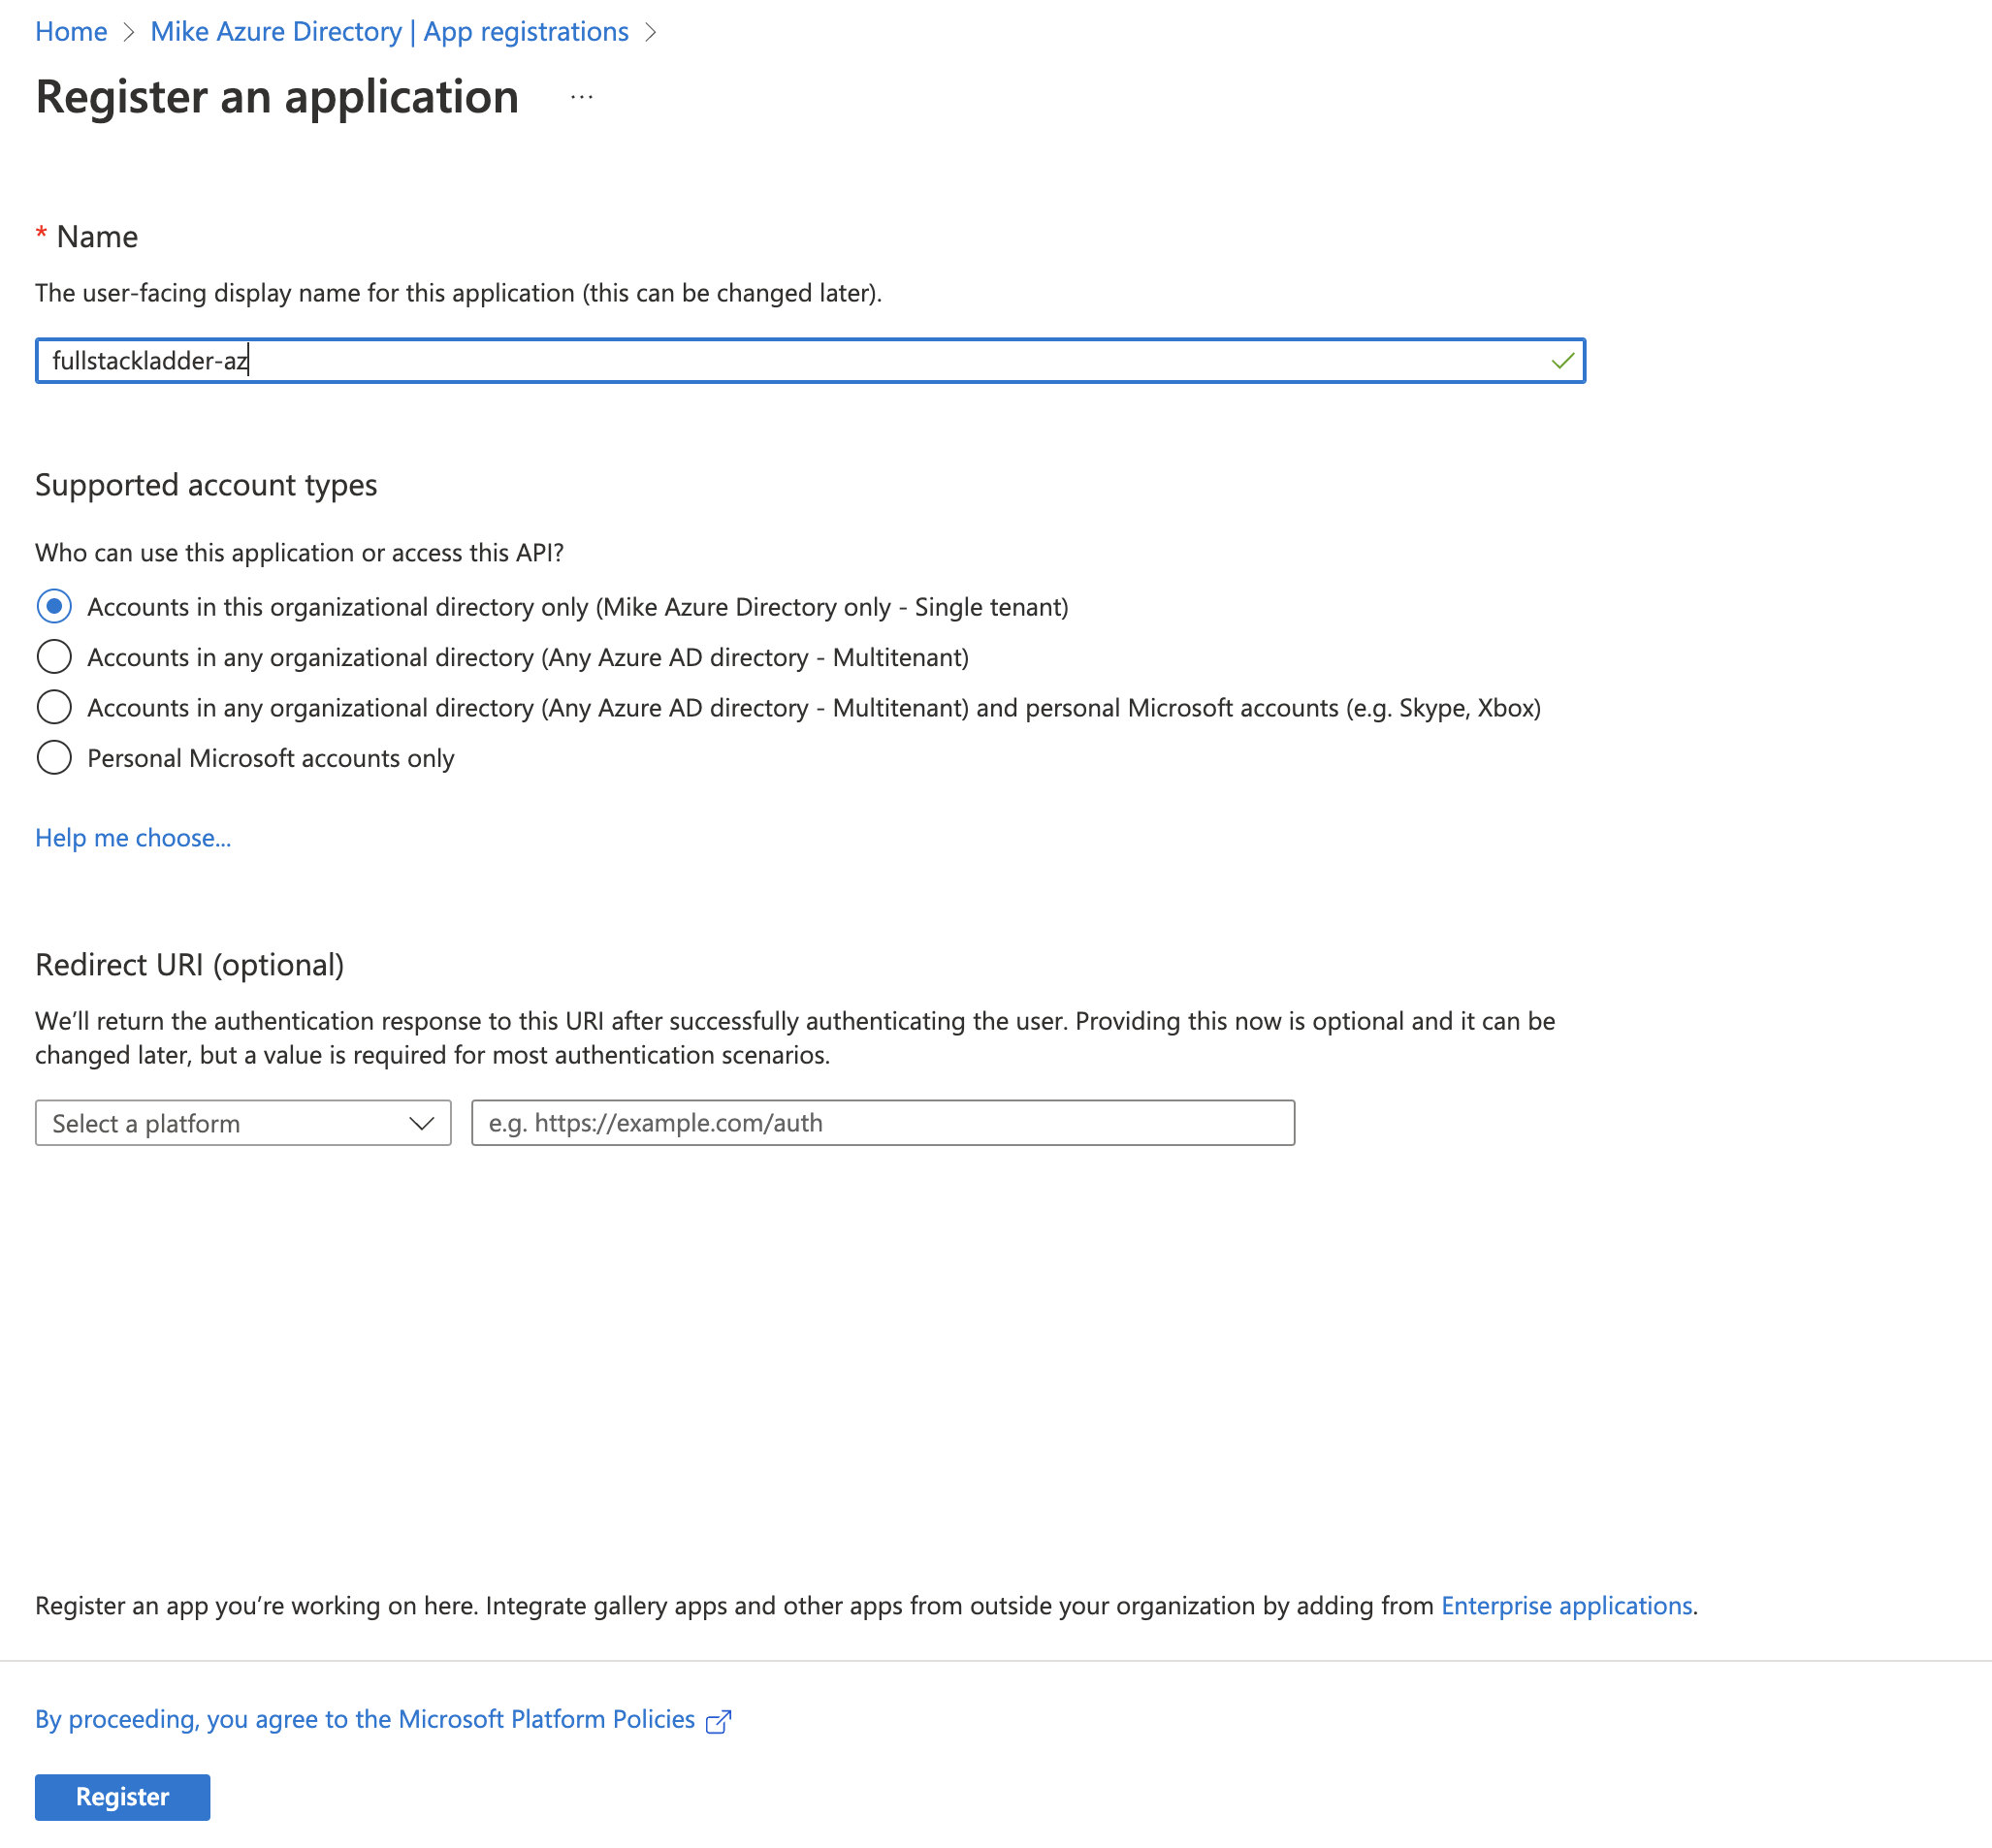 Home > Mike Azure Directory | App registrations >
Register an application ...
* Name
The user-facing display name for this application (this can be changed later).
fullstackladder-az
Supported account types
Who can use this application or access this API?
Accounts in this organizational directory only (Mike Azure Directory only - Single tenant)
Accounts in any organizational directory (Any Azure AD directory - Multitenant)
Accounts in any organizational directory (Any Azure AD directory - Multitenant) and personal Microsoft accounts (e.g. Skype, Xbox)
Personal Microsoft accounts only
Help me choose...
Redirect URI (optional)
We’ll return the authentication response to this URI after successfully authenticating the user. Providing this now is optional and it can be
changed later, but a value is required for most authentication scenarios.
Select a platform e.g. https://example.com/auth
Register an app you’re working on here. Integrate gallery apps and other apps from outside your organization by adding from Enterprise applications.
By proceeding, you agree to the Microsoft Platform Policies
Register